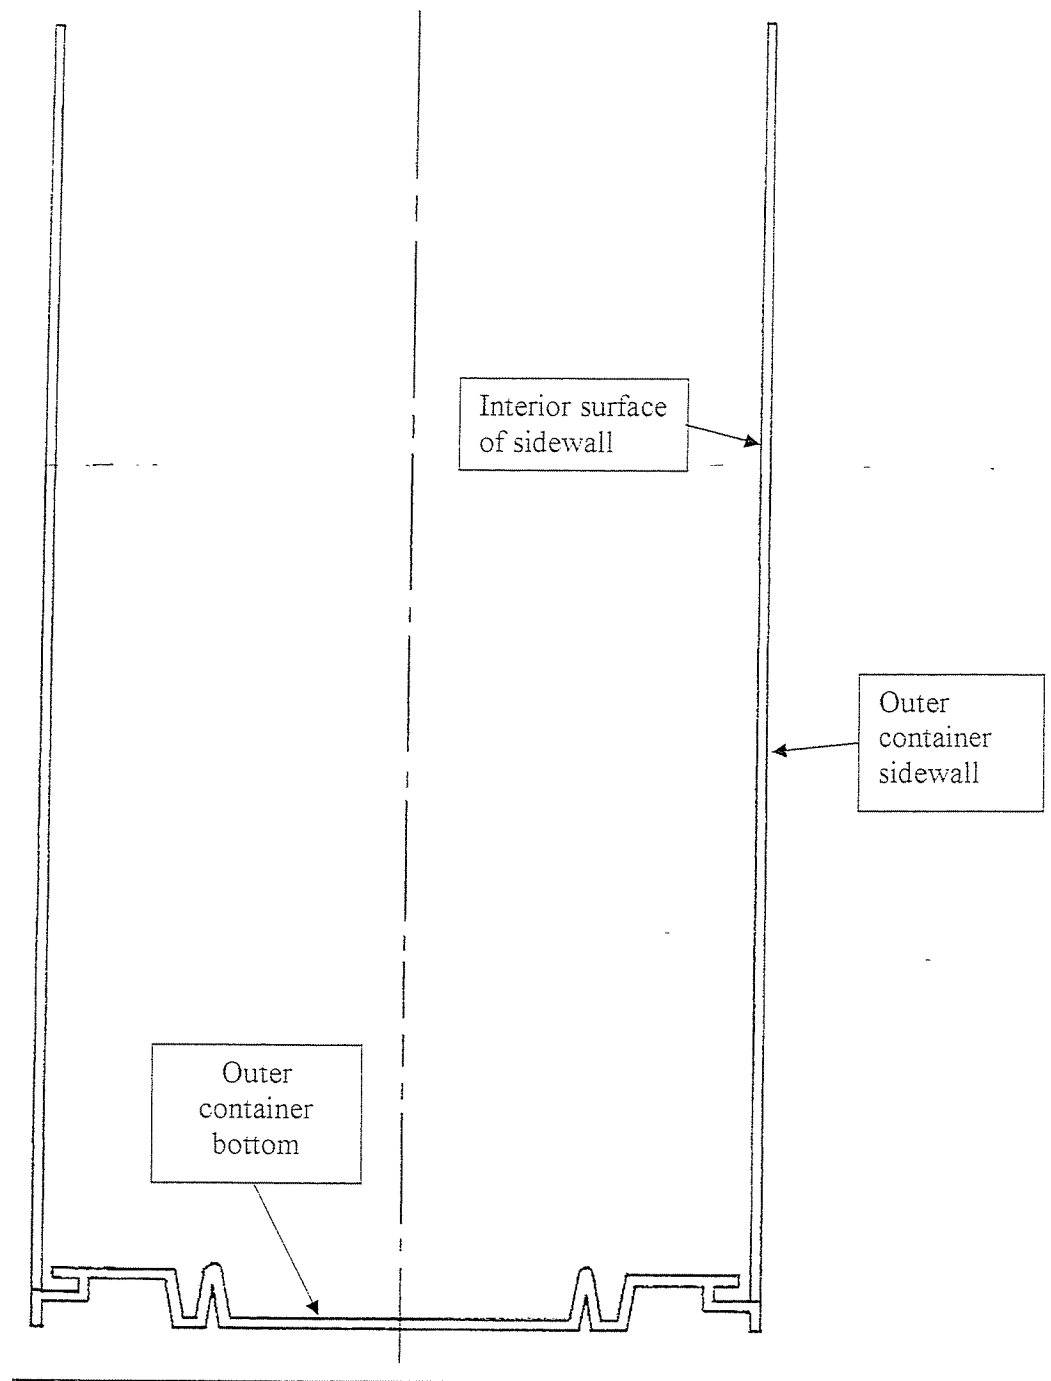 Interior surface
of sidewall
Outer
container
sidewall
Outer
container
bottom